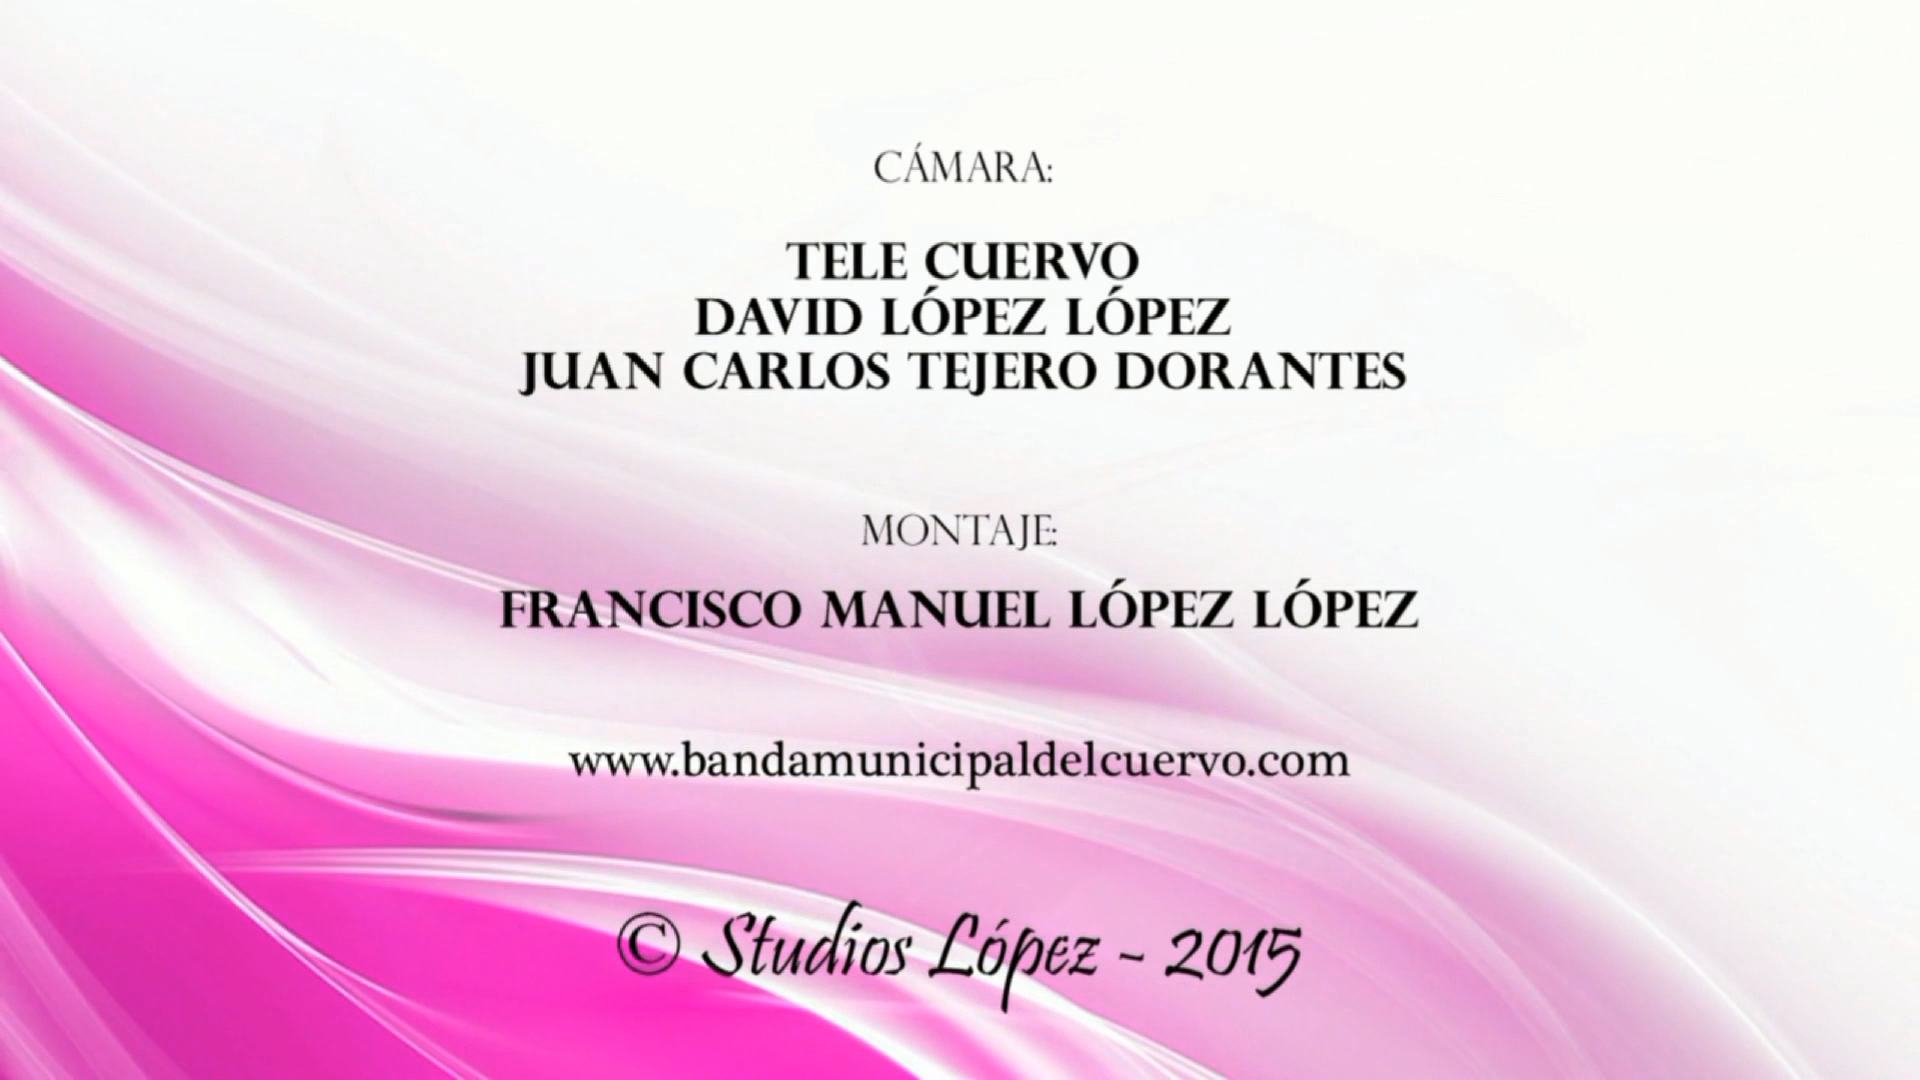 CÁMARA:
TELE CUERVO
DAVID LÓPEZ LÓPEZ
JUAN CARLOS TEJERO DORANTES
MONTAJE:
FRANCISCO MANUEL LÓPEZ LÓPEZ
www.bandamunicipaldelcuervo.com
© Studios López - 2015